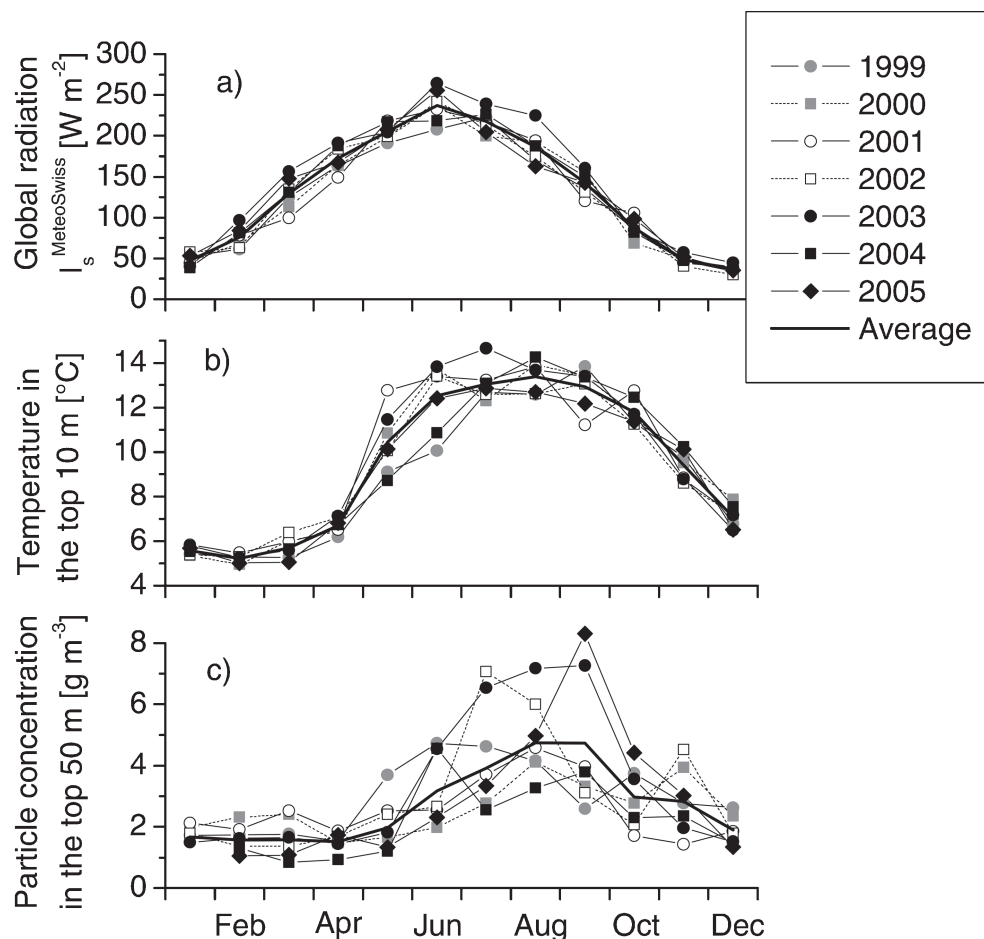 300
250
200
150
100
50
0
Global radiation
I_s^MeteoSwiss [W m^-2]
a)
1999
2000
2001
2002
2003
2004
2005
Average
14
12
10
8
6
4
Temperature in
the top 10 m [°C]
b)
8
6
4
2
0
Particle concentration
in the top 50 m [g m^-3]
c)
Feb Apr Jun Aug Oct Dec